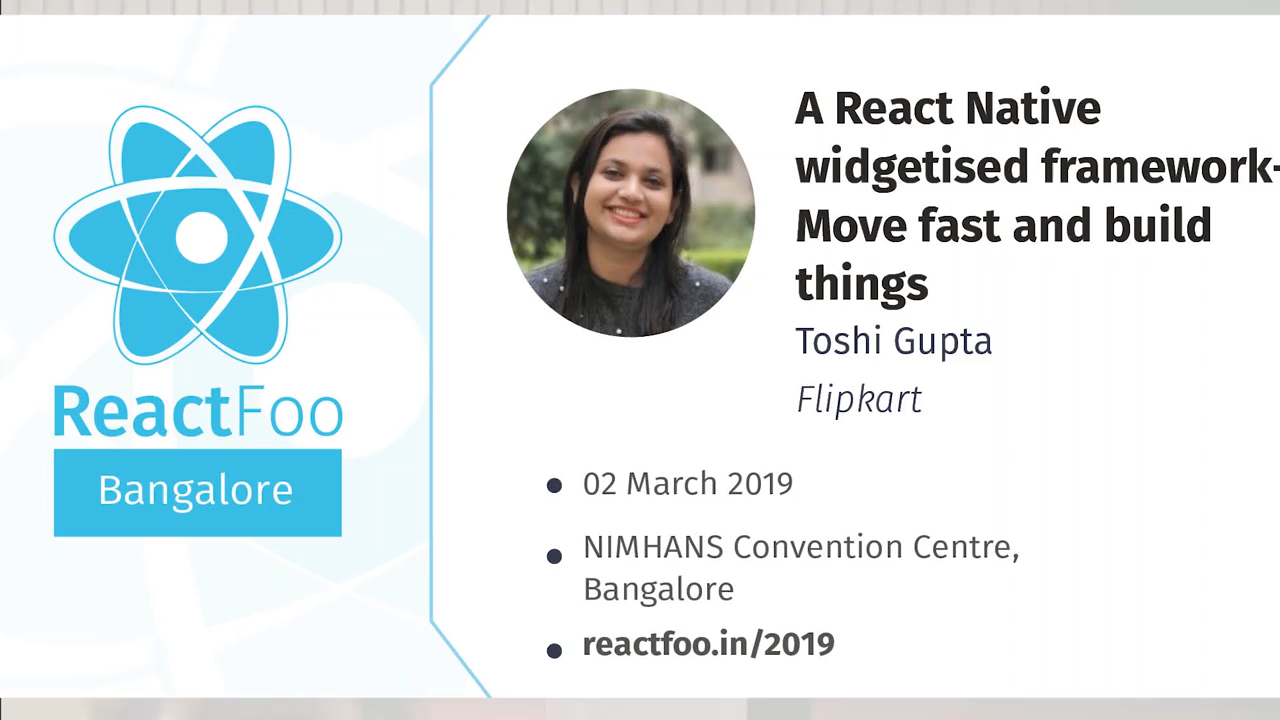 ReactFoo
Bangalore
A React Native
widgetised framework-
Move fast and build
things
Toshi Gupta
Flipkart
02 March 2019
NIMHANS Convention Centre,
Bangalore
reactfoo.in/2019